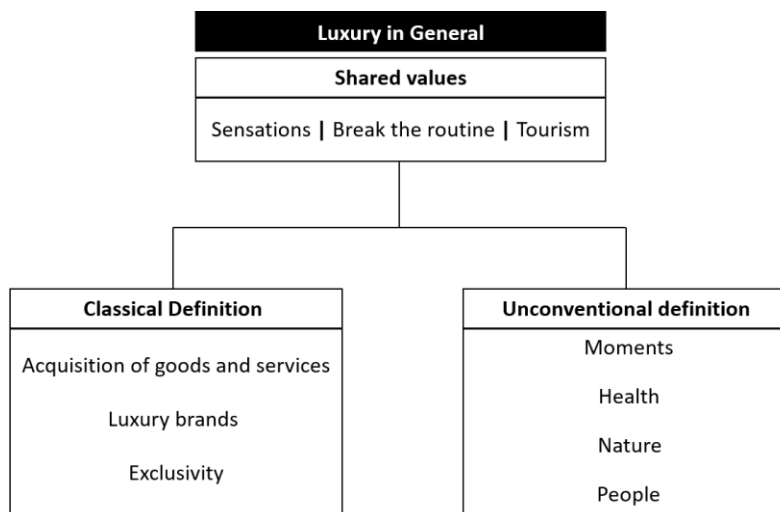 Luxury in General
Shared values
Sensations | Break the routine | Tourism
Classical Definition
Acquisition of goods and services
Luxury brands
Exclusivity
Unconventional definition
Moments
Health
Nature
People